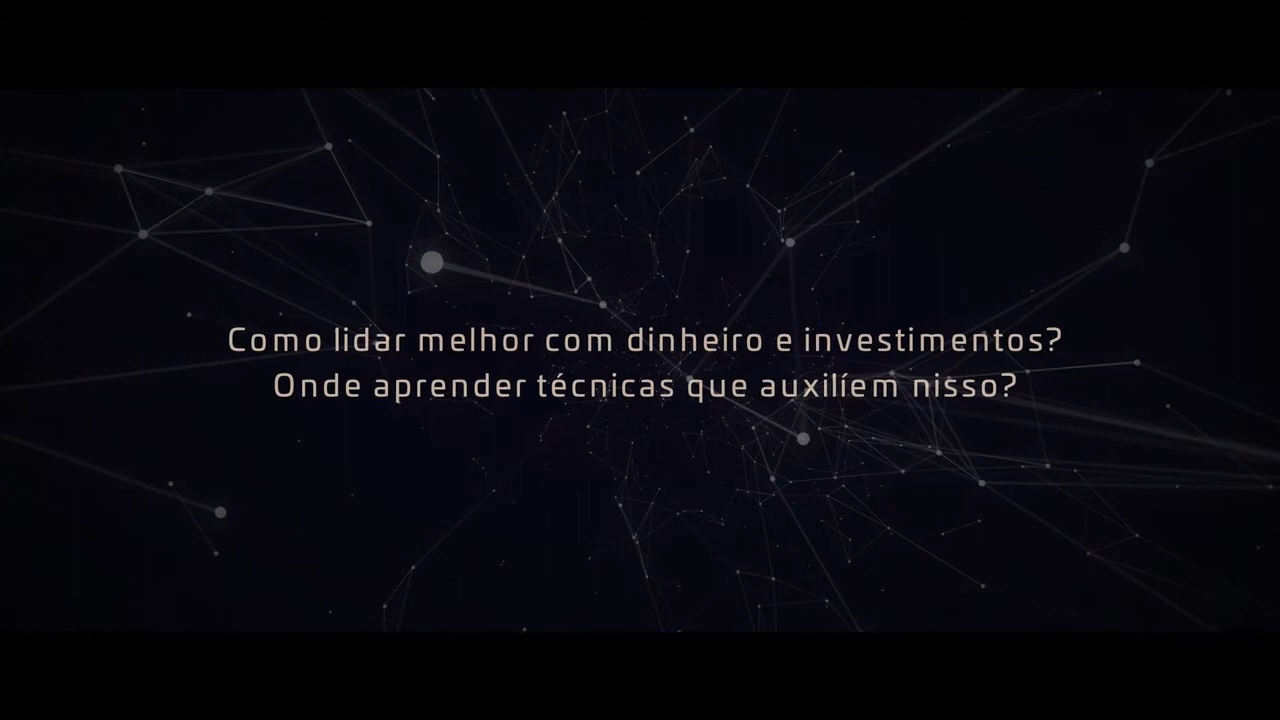 Como lidar melhor com dinheiro e investimentos?
Onde aprender técnicas que auxilíem nisso?